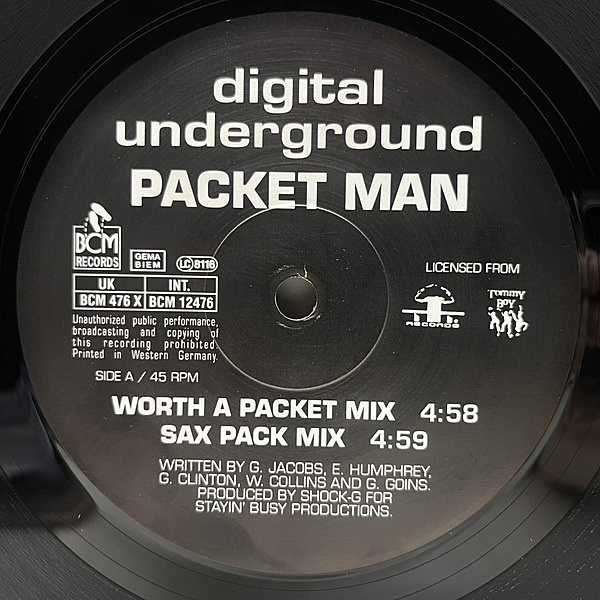 digital
underground
PACKET MAN
BCM
RECORDS
GEMA
BIEM
LC 8116
UK INT.
BCM 476 X BCM 12476
Unauthorized public performance,
broadcasting and copying of
this recording prohibited.
Printed in Western Germany.
SIDE A / 45 RPM
LICENSED FROM
RECORDS
Tommy
Boy
WORTH A PACKET MIX 4:58
SAX PACK MIX 4:59
WRITTEN BY G. JACOBS, E. HUMPHREY,
G. CLINTON, W. COLLINS AND G. GOINS.
PRODUCED BY SHOCK-G FOR
STAYIN' BUSY PRODUCTIONS.